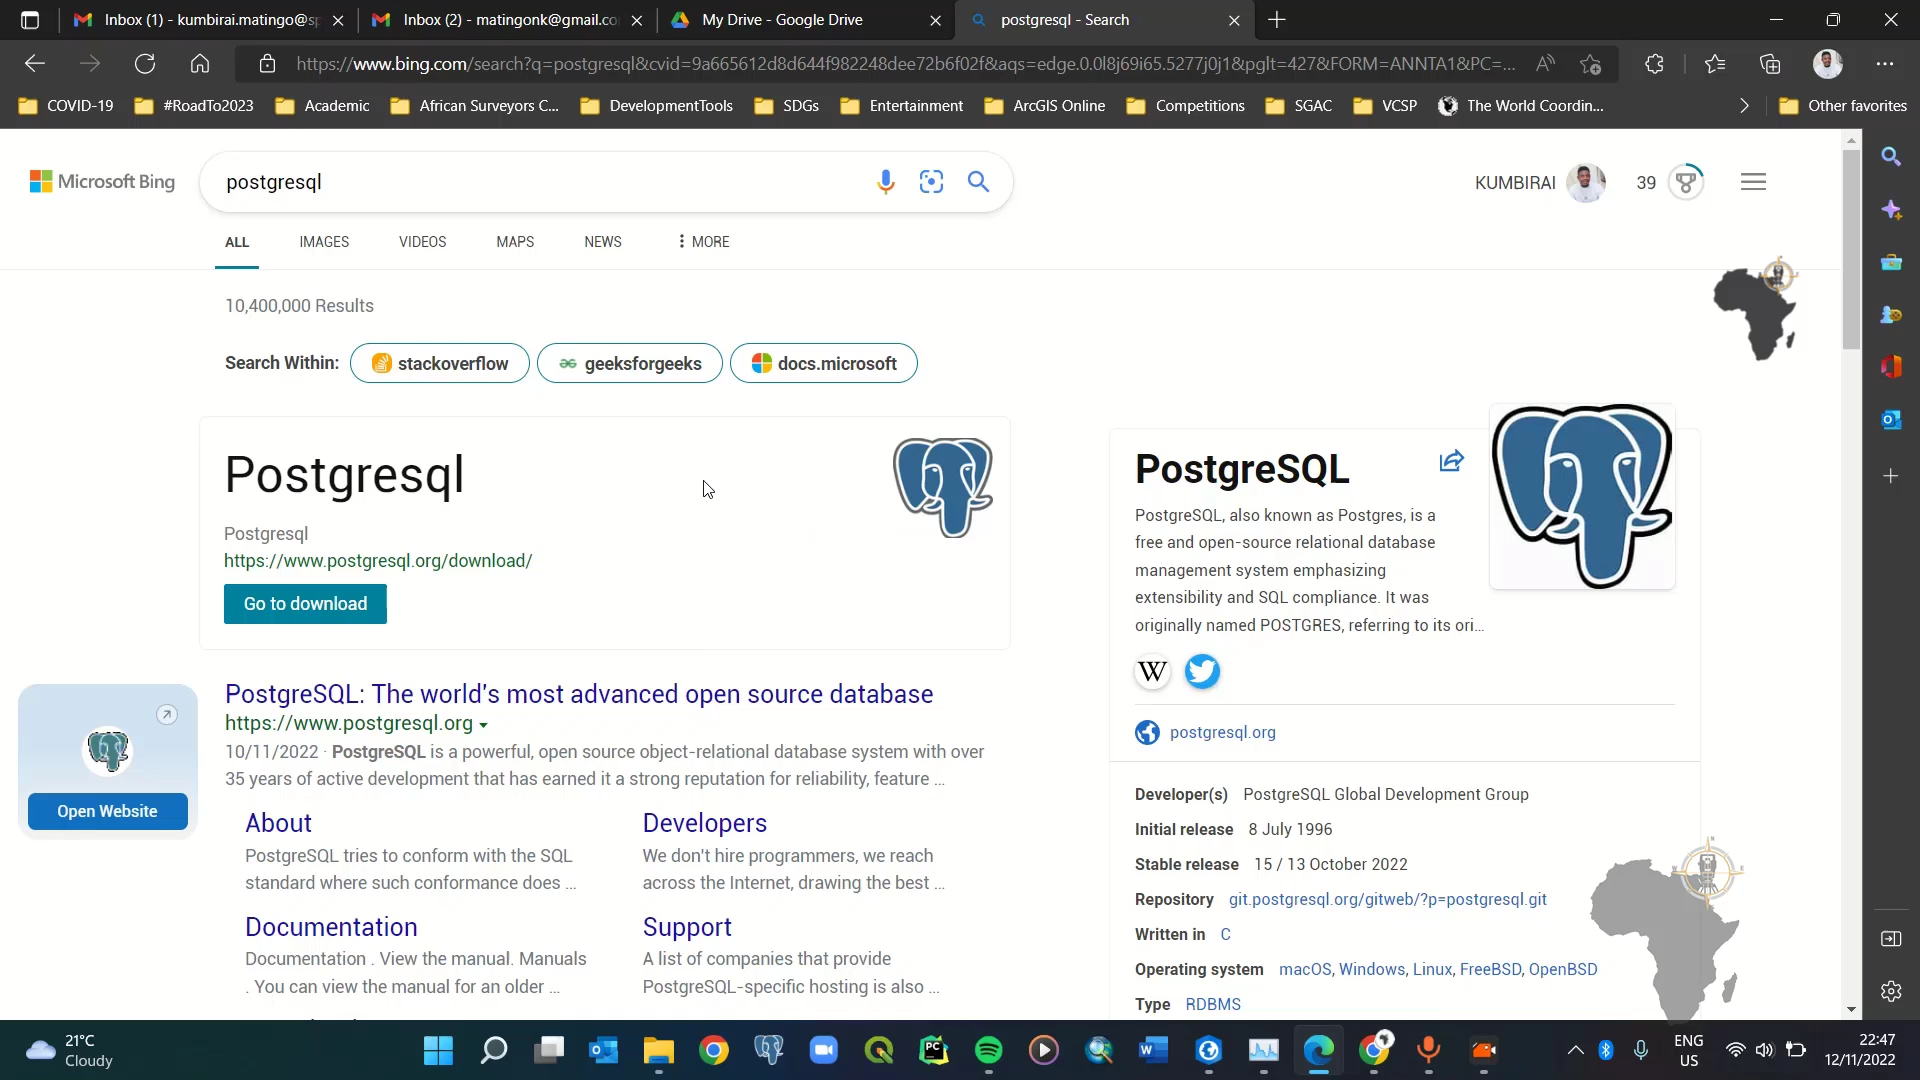 Inbox (1) - kumbirai.matingo@sp
Inbox (2) - matingonk@gmail.co
My Drive - Google Drive
postgresql - Search
https://www.bing.com/search?q=postgresql&cvid=9a665612d8d644f982248dee72b6f02f&aqs=edge.0.0l8j69i65.5277j0j1&pglt=427&FORM=ANNTA1&PC=...
COVID-19
#RoadTo2023
Academic
African Surveyors C...
DevelopmentTools
SDGs
Entertainment
ArcGIS Online
Competitions
SGAC
VCSP
The World Coordin...
Other favorites
Microsoft Bing
postgresql
KUMBIRAI
39
ALL
IMAGES
VIDEOS
MAPS
NEWS
MORE
10,400,000 Results
Search Within:
stackoverflow
geeksforgeeks
docs.microsoft
Postgresql
Postgresql
https://www.postgresql.org/download/
Go to download
Open Website
PostgreSQL: The world's most advanced open source database
https://www.postgresql.org
10/11/2022 · PostgreSQL is a powerful, open source object-relational database system with over
35 years of active development that has earned it a strong reputation for reliability, feature ...
About
PostgreSQL tries to conform with the SQL
standard where such conformance does ...
Developers
We don't hire programmers, we reach
across the Internet, drawing the best ...
Documentation
Documentation . View the manual. Manuals
. You can view the manual for an older ...
Support
A list of companies that provide
PostgreSQL-specific hosting is also ...
PostgreSQL
PostgreSQL, also known as Postgres, is a
free and open-source relational database
management system emphasizing
extensibility and SQL compliance. It was
originally named POSTGRES, referring to its ori...
W
postgresql.org
Developer(s) PostgreSQL Global Development Group
Initial release 8 July 1996
Stable release 15 / 13 October 2022
Repository git.postgresql.org/gitweb/?p=postgresql.git
Written in C
Operating system macOS, Windows, Linux, FreeBSD, OpenBSD
Type RDBMS
21°C
Cloudy
ENG
US
22:47
12/11/2022